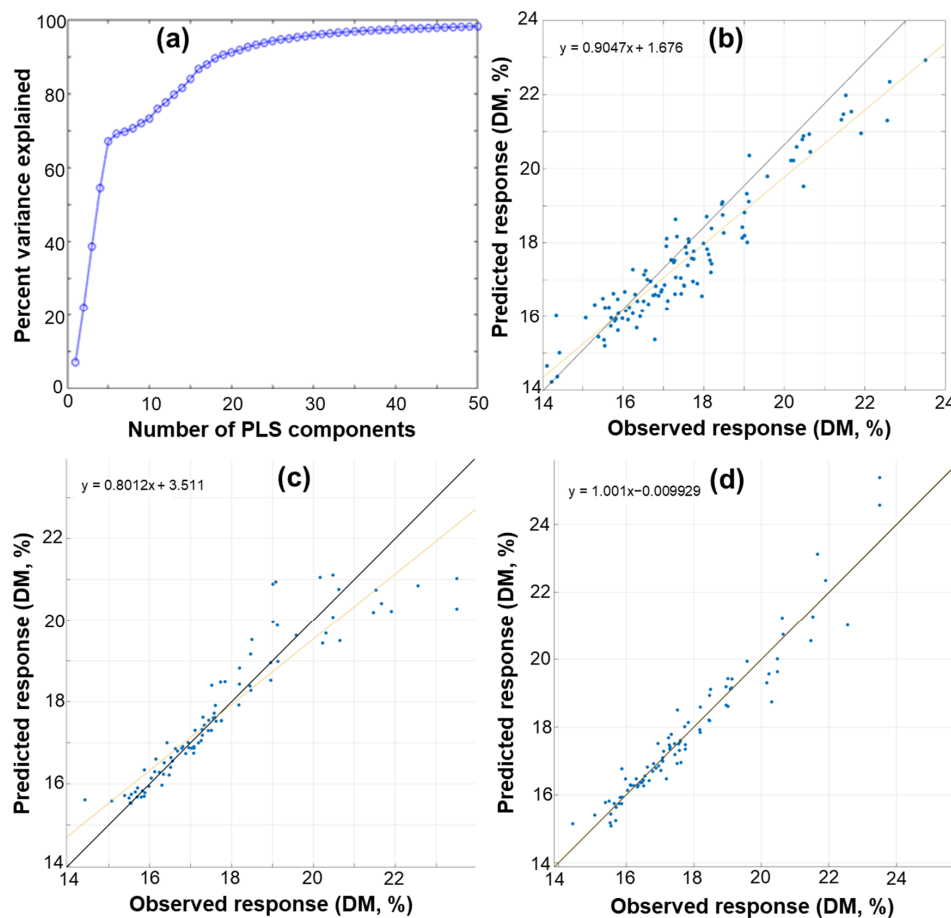 (a)
Percent variance explained
100
80
60
40
20
0
0 10 20 30 40 50
Number of PLS components
(b)
y = 0.9047x + 1.676
Predicted response (DM, %)
24
22
20
18
16
14
14 16 18 20 22 24
Observed response (DM, %)
(c)
y = 0.8012x + 3.511
Predicted response (DM, %)
22
20
18
16
14
14 16 18 20 22
Observed response (DM, %)
(d)
y = 1.001x−0.009929
Predicted response (DM, %)
24
22
20
18
16
14
14 16 18 20 22 24
Observed response (DM, %)